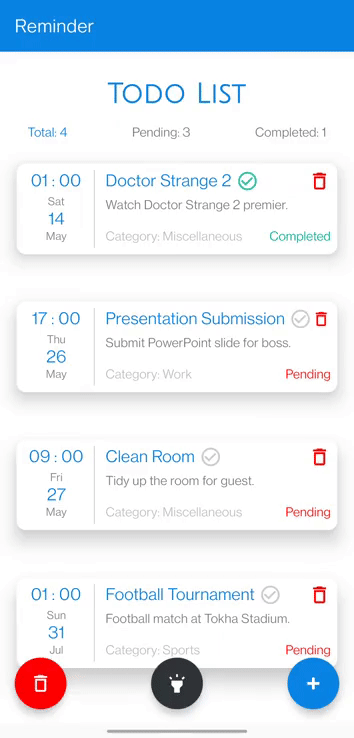 Reminder
Todo List
Total: 4 Pending: 3 Completed: 1
01 : 00
Sat
14
May
Doctor Strange 2
Watch Doctor Strange 2 premier.
Category: Miscellaneous Completed
17 : 00
Thu
26
May
Presentation Submission
Submit PowerPoint slide for boss.
Category: Work Pending
09 : 00
Fri
27
May
Clean Room
Tidy up the room for guest.
Category: Miscellaneous Pending
01 : 00
Sun
31
Jul
Football Tournament
Football match at Tokha Stadium.
Category: Sports Pending